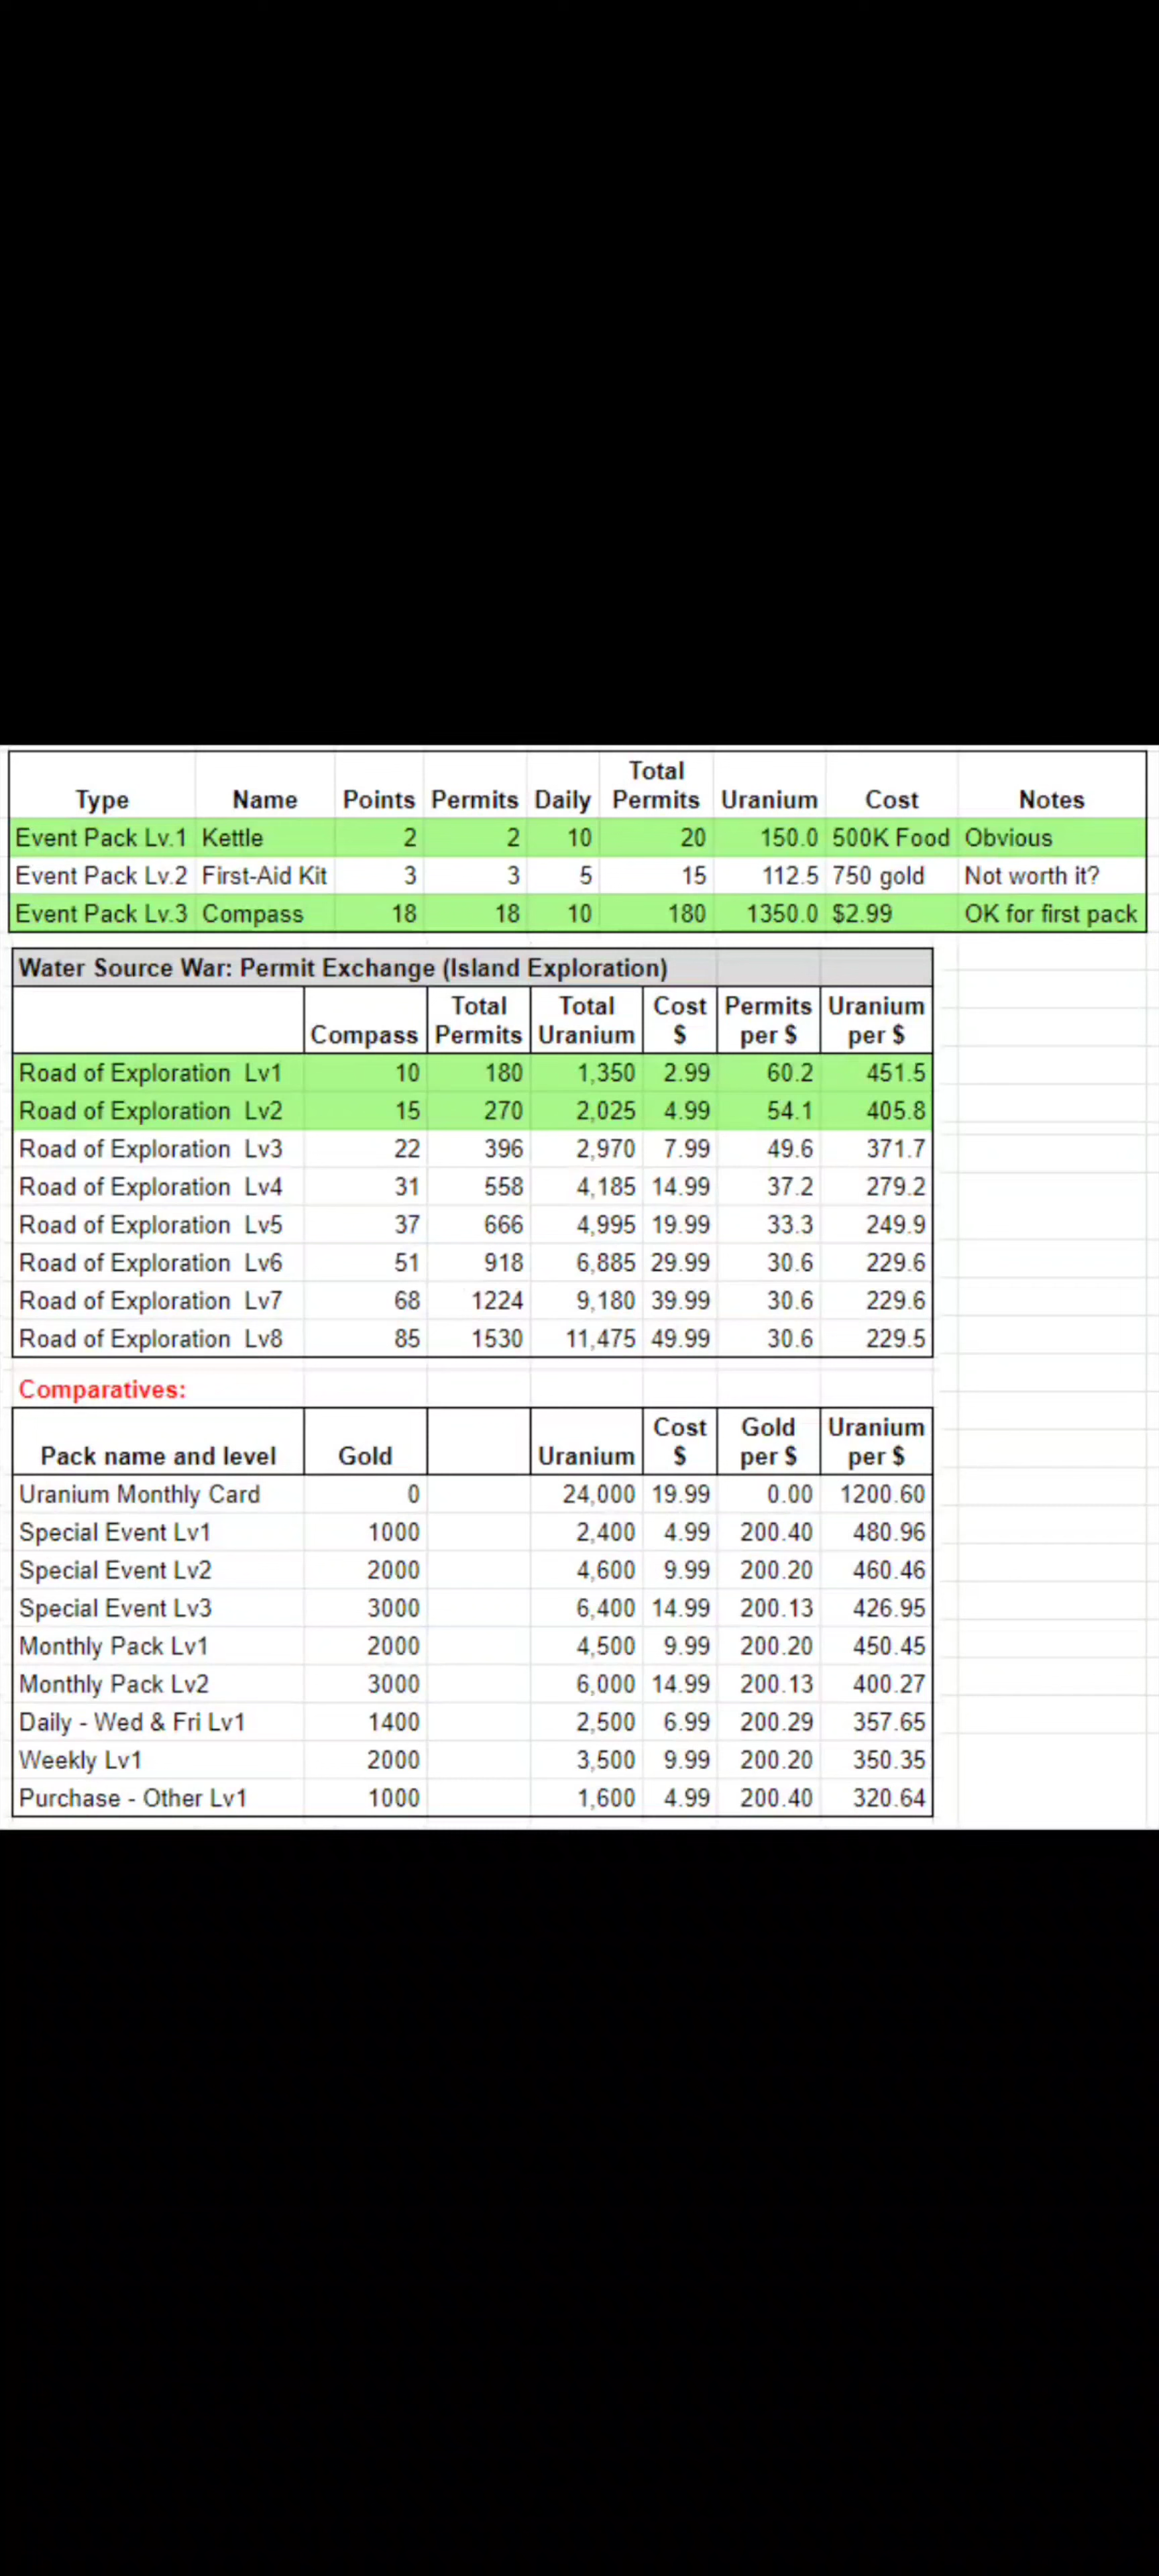 Type Name Points Permits Daily Total Permits Uranium Cost Notes
Event Pack Lv.1 Kettle 2 2 10 20 150.0 500K Food Obvious
Event Pack Lv.2 First-Aid Kit 3 3 5 15 112.5 750 gold Not worth it?
Event Pack Lv.3 Compass 18 18 10 180 1350.0 $2.99 OK for first pack
Water Source War: Permit Exchange (Island Exploration)
Compass Total Permits Total Uranium Cost $ Permits per $ Uranium per $
Road of Exploration Lv1 10 180 1,350 2.99 60.2 451.5
Road of Exploration Lv2 15 270 2,025 4.99 54.1 405.8
Road of Exploration Lv3 22 396 2,970 7.99 49.6 371.7
Road of Exploration Lv4 31 558 4,185 14.99 37.2 279.2
Road of Exploration Lv5 37 666 4,995 19.99 33.3 249.9
Road of Exploration Lv6 51 918 6,885 29.99 30.6 229.6
Road of Exploration Lv7 68 1224 9,180 39.99 30.6 229.6
Road of Exploration Lv8 85 1530 11,475 49.99 30.6 229.5
Comparatives:
Pack name and level Gold Uranium Cost $ Gold per $ Uranium per $
Uranium Monthly Card 0 24,000 19.99 0.00 1200.60
Special Event Lv1 1000 2,400 4.99 200.40 480.96
Special Event Lv2 2000 4,600 9.99 200.20 460.46
Special Event Lv3 3000 6,400 14.99 200.13 426.95
Monthly Pack Lv1 2000 4,500 9.99 200.20 450.45
Monthly Pack Lv2 3000 6,000 14.99 200.13 400.27
Daily - Wed & Fri Lv1 1400 2,500 6.99 200.29 357.65
Weekly Lv1 2000 3,500 9.99 200.20 350.35
Purchase - Other Lv1 1000 1,600 4.99 200.40 320.64